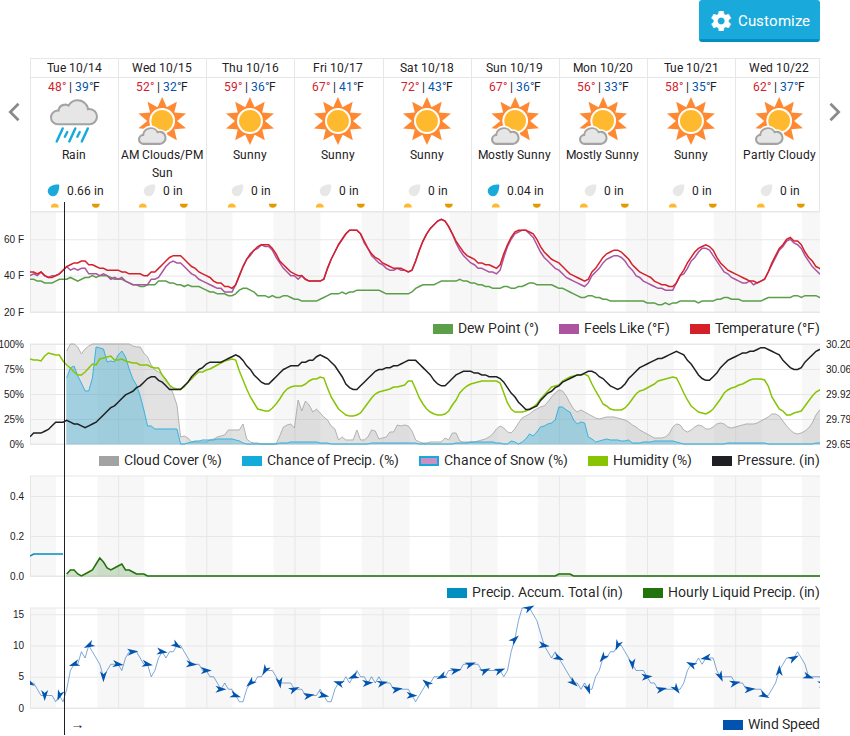 Customize
Tue 10/14 Wed 10/15 Thu 10/16 Fri 10/17 Sat 10/18 Sun 10/19 Mon 10/20 Tue 10/21 Wed 10/22
48° | 39°F 52° | 32°F 59° | 36°F 67° | 41°F 72° | 43°F 67° | 36°F 56° | 33°F 58° | 35°F 62° | 37°F
Rain AM Clouds/PM Sunny Sunny Sunny Mostly Sunny Mostly Sunny Sunny Partly Cloudy
Sun
0.66 in 0 in 0 in 0 in 0 in 0.04 in 0 in 0 in 0 in
60 F
40 F
20 F
Dew Point (°) Feels Like (°F) Temperature (°F)
100% 30.20
75% 30.06
50% 29.92
25% 29.79
0% 29.65
Cloud Cover (%) Chance of Precip. (%) Chance of Snow (%) Humidity (%) Pressure. (in)
0.4
0.2
0.0
Precip. Accum. Total (in) Hourly Liquid Precip. (in)
15
10
5
0
→
Wind Speed